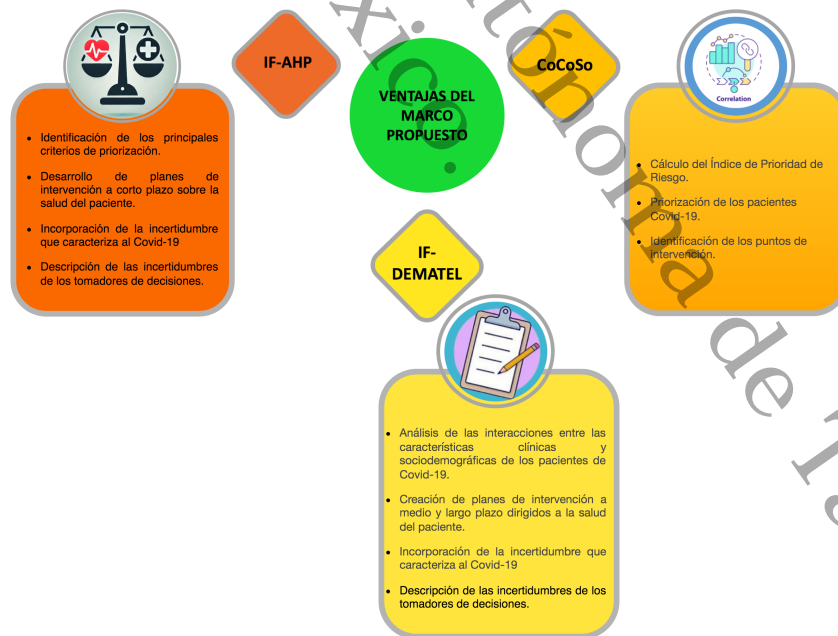 IF-AHP
VENTAJAS DEL
MARCO
PROPUESTO
CoCoSo
Correlation
• Identificación de los principales
criterios de priorización.
• Desarrollo de planes de
intervención a corto plazo sobre la
salud del paciente.
• Incorporación de la incertidumbre
que caracteriza al Covid-19
• Descripción de las incertidumbres
de los tomadores de decisiones.
• Cálculo del Índice de Prioridad de
Riesgo.
• Priorización de los pacientes
Covid-19.
• Identificación de los puntos de
intervención.
IF-
DEMATEL
• Análisis de las interacciones entre las
características clínicas y
sociodemográficas de los pacientes de
Covid-19.
• Creación de planes de intervención a
medio y largo plazo dirigidos a la salud
del paciente.
• Incorporación de la incertidumbre que
caracteriza al Covid-19
• Descripción de las incertidumbres de los
tomadores de decisiones.
xico.
tónoma de Ta